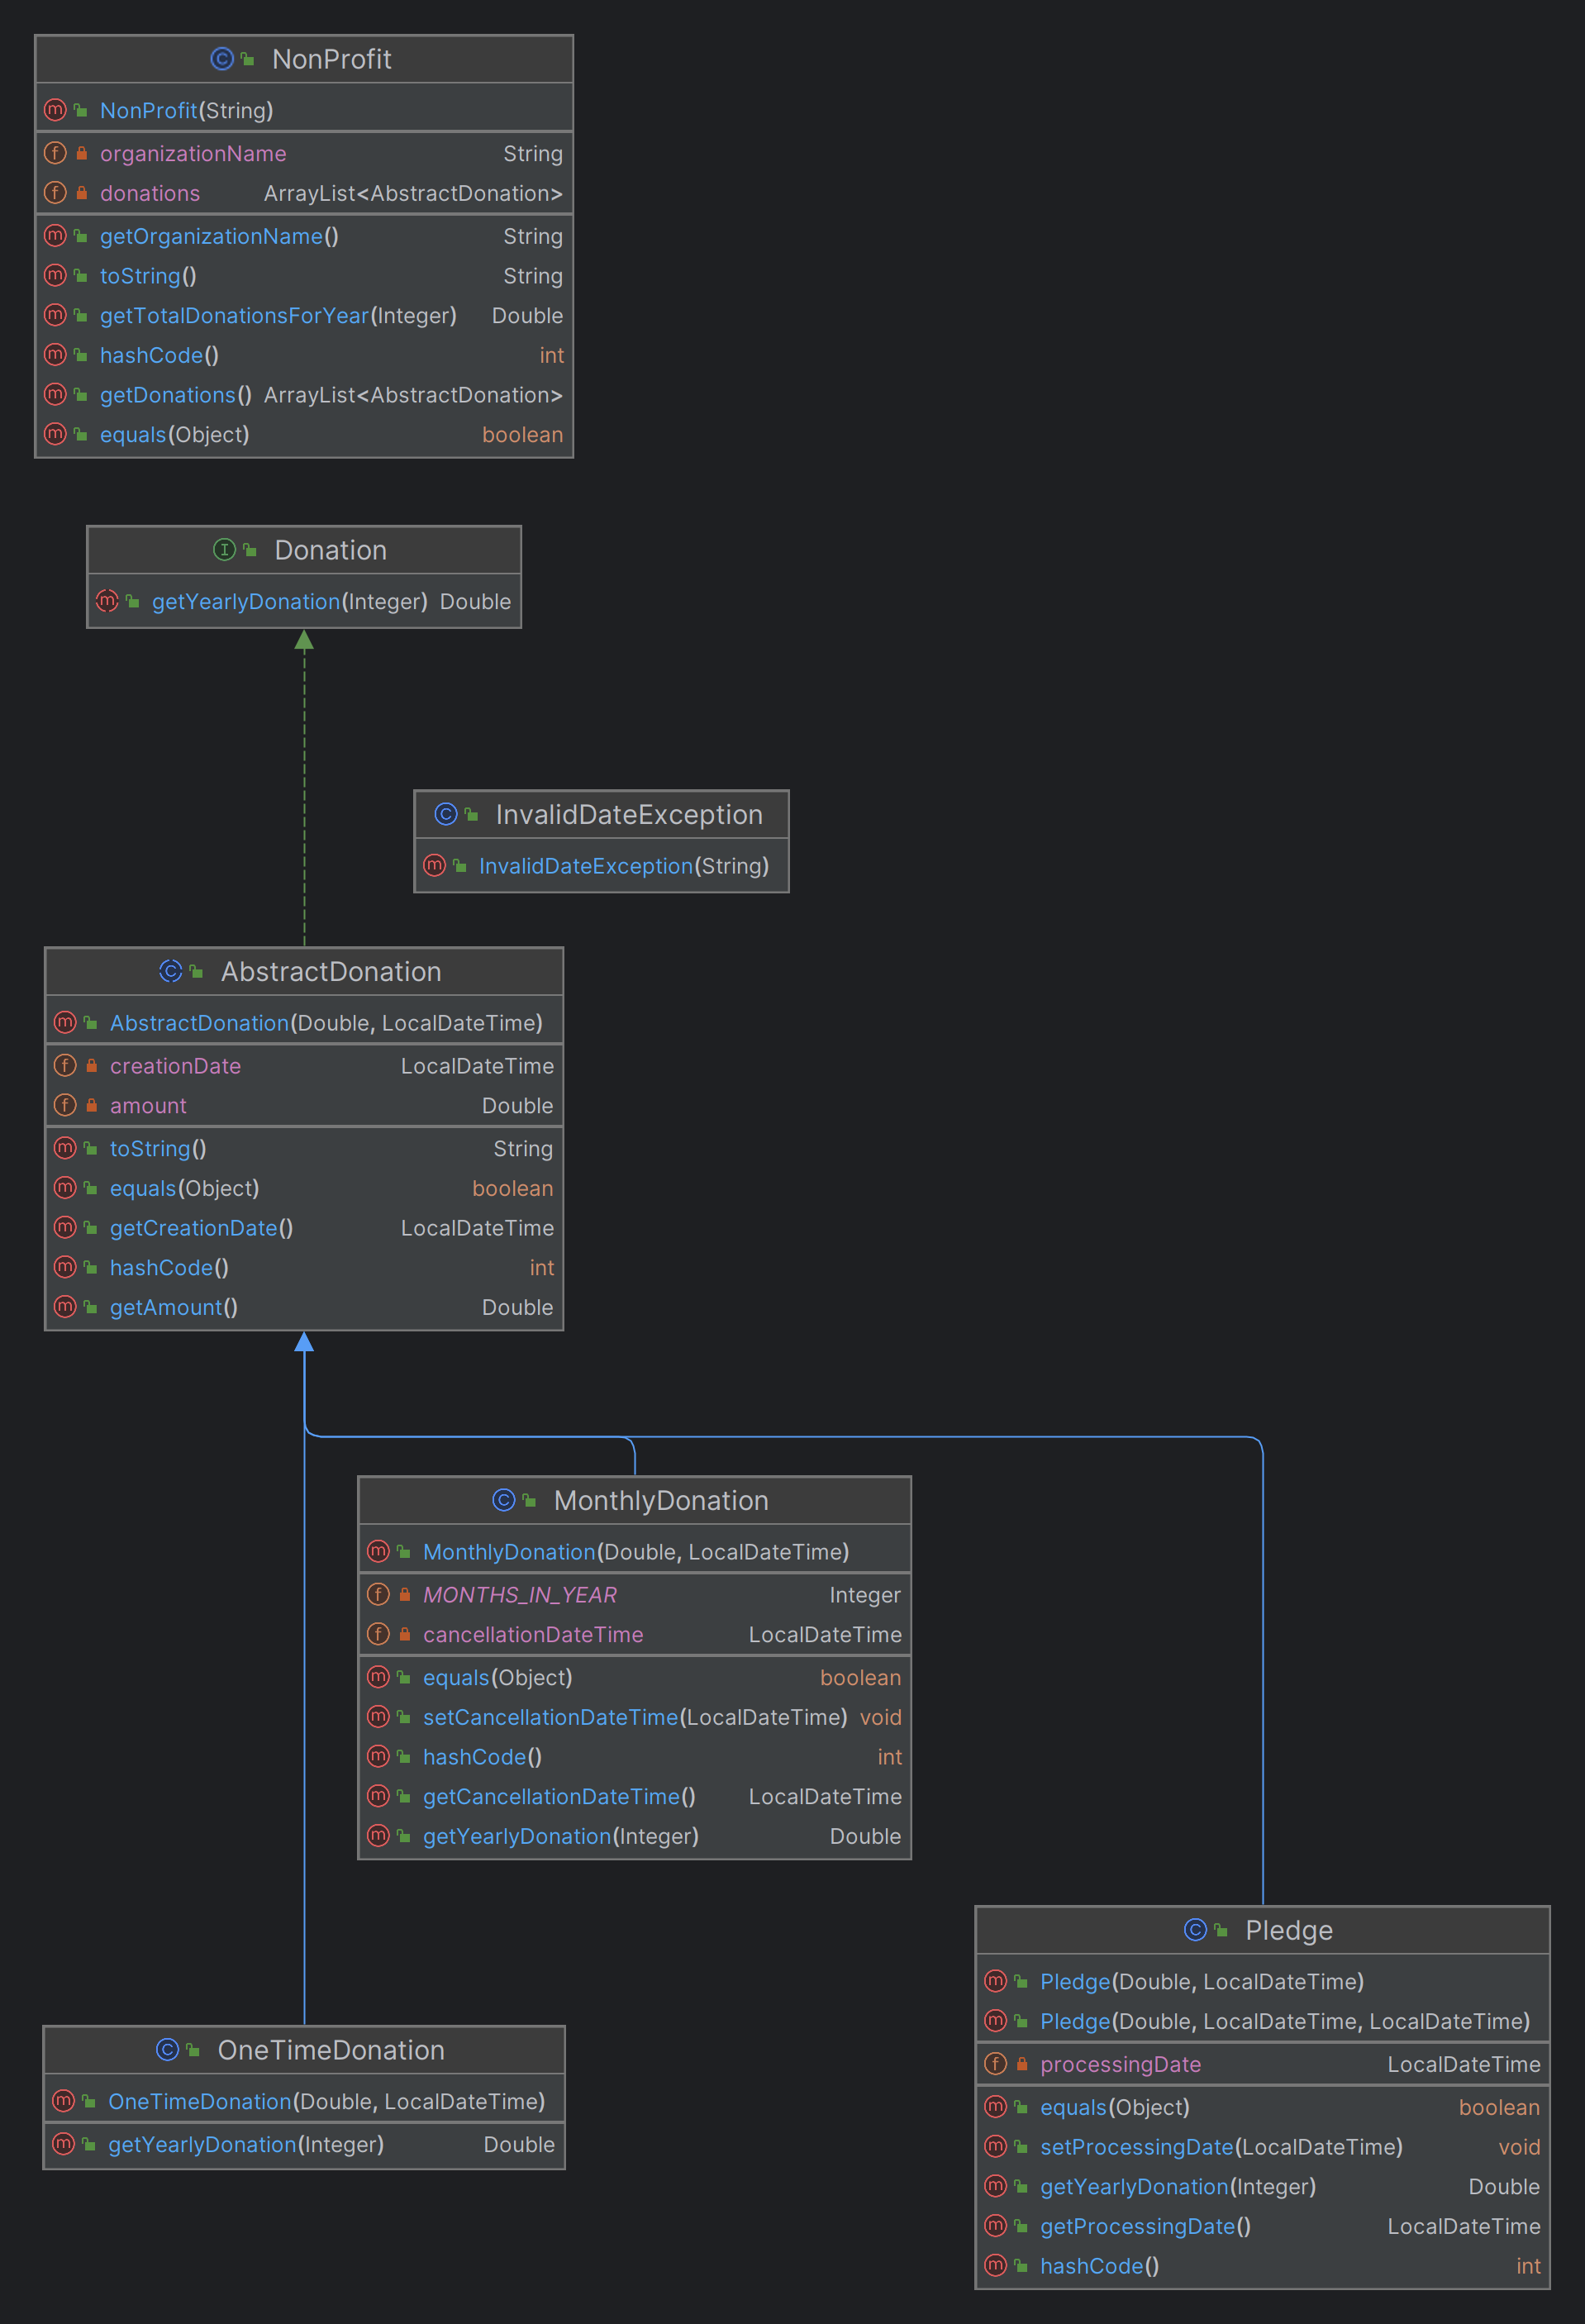 NonProfit
NonProfit(String)
organizationName String
donations ArrayList<AbstractDonation>
getOrganizationName() String
toString() String
getTotalDonationsForYear(Integer) Double
hashCode() int
getDonations() ArrayList<AbstractDonation>
equals(Object) boolean
Donation
getYearlyDonation(Integer) Double
InvalidDateException
InvalidDateException(String)
AbstractDonation
AbstractDonation(Double, LocalDateTime)
creationDate LocalDateTime
amount Double
toString() String
equals(Object) boolean
getCreationDate() LocalDateTime
hashCode() int
getAmount() Double
MonthlyDonation
MonthlyDonation(Double, LocalDateTime)
MONTHS_IN_YEAR Integer
cancellationDateTime LocalDateTime
equals(Object) boolean
setCancellationDateTime(LocalDateTime) void
hashCode() int
getCancellationDateTime() LocalDateTime
getYearlyDonation(Integer) Double
Pledge
Pledge(Double, LocalDateTime)
Pledge(Double, LocalDateTime, LocalDateTime)
processingDate LocalDateTime
equals(Object) boolean
setProcessingDate(LocalDateTime) void
getYearlyDonation(Integer) Double
getProcessingDate() LocalDateTime
hashCode() int
OneTimeDonation
OneTimeDonation(Double, LocalDateTime)
getYearlyDonation(Integer) Double